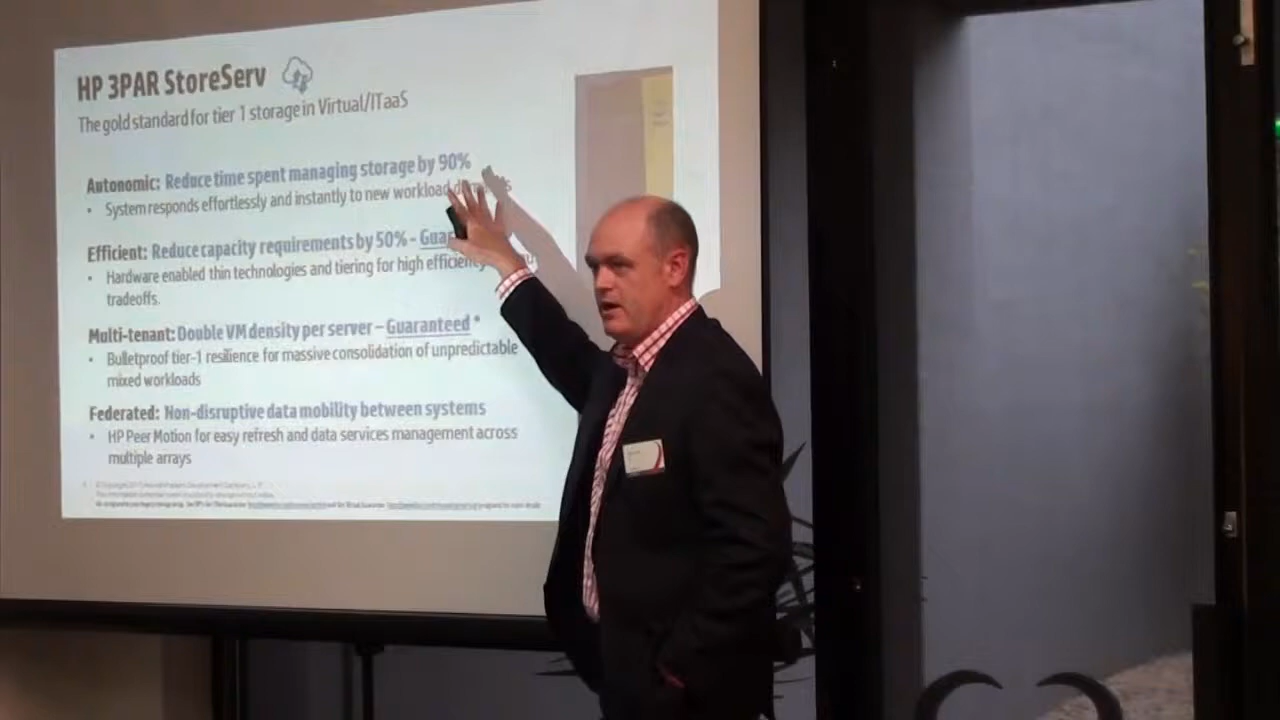 HP 3PAR StoreServ
The gold standard for tier 1 storage in Virtual/ITaaS
Autonomic: Reduce time spent managing storage by 90%
• System responds effortlessly and instantly to new workload
Efficient: Reduce capacity requirements by 50% -
• Hardware enabled thin technologies and tiering for high efficiency
tradeoffs.
Multi-tenant: Double VM density per server – Guaranteed *
• Bulletproof tier-1 resilience for massive consolidation of unpredictable
mixed workloads
Federated: Non-disruptive data mobility between systems
• HP Peer Motion for easy refresh and data services management across
multiple arrays